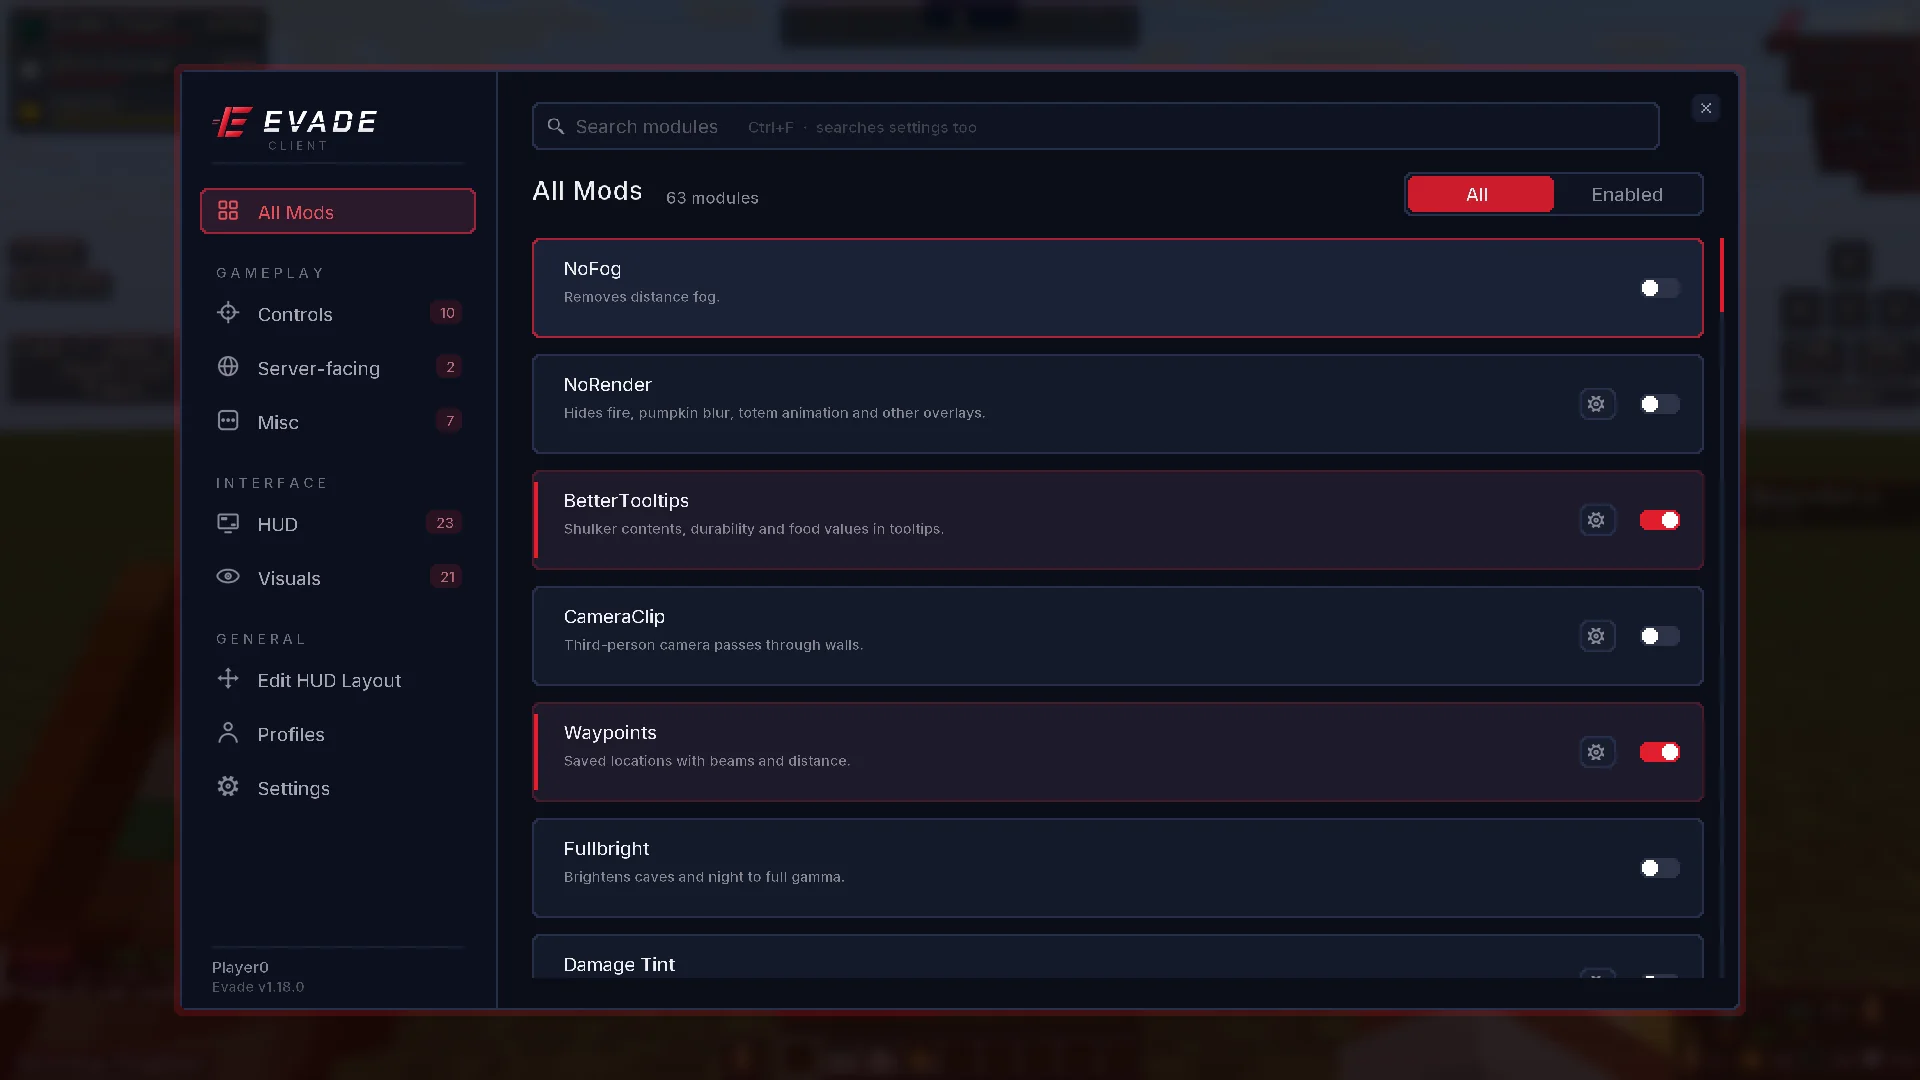 EVADE
CLIENT
Search modules Ctrl+F · searches settings too
All Mods 63 modules
All Enabled
All Mods
GAMEPLAY
Controls 10
Server-facing 2
Misc 7
INTERFACE
HUD 23
Visuals 21
GENERAL
Edit HUD Layout
Profiles
Settings
Player0
Evade v1.18.0
NoFog
Removes distance fog.
NoRender
Hides fire, pumpkin blur, totem animation and other overlays.
BetterTooltips
Shulker contents, durability and food values in tooltips.
CameraClip
Third-person camera passes through walls.
Waypoints
Saved locations with beams and distance.
Fullbright
Brightens caves and night to full gamma.
Damage Tint